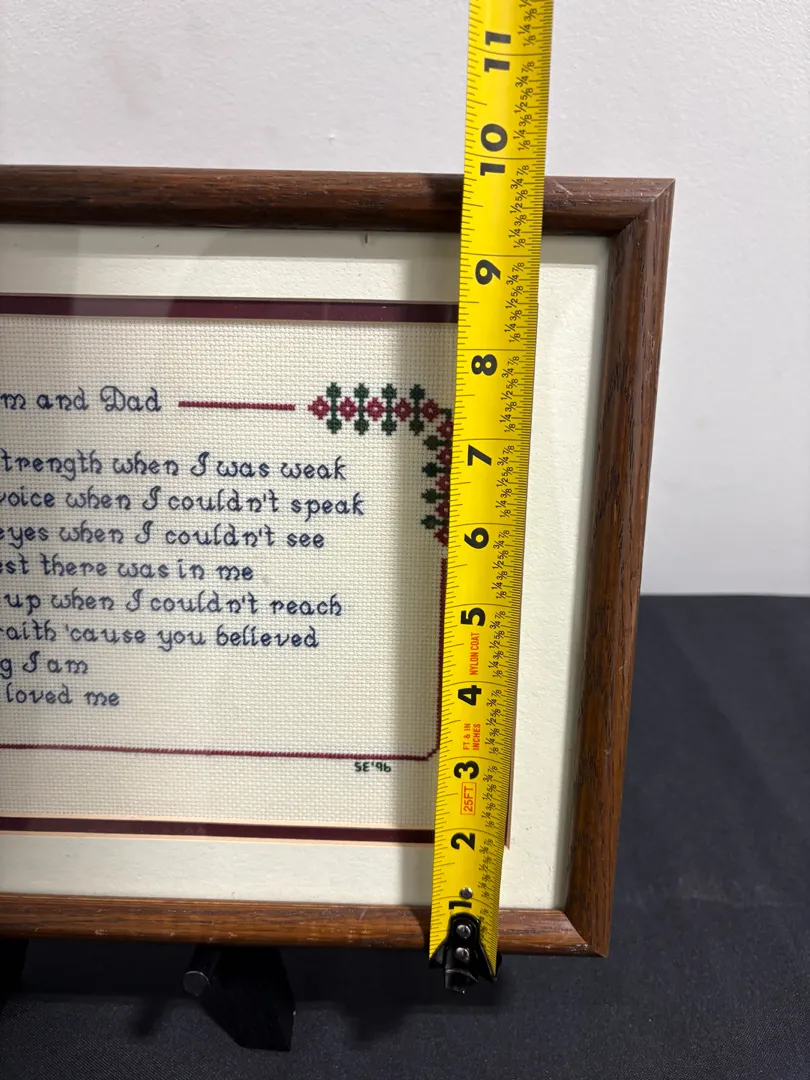 11
10
9
8
m and Dad
7
trength when I was weak
voice when I couldn't speak
6
eyes when I couldn't see
est there was in me
5
up when I couldn't reach
faith 'cause you believed
NYLON COAT
g I am
4
loved me
FT & IN
INCHES
3
SE'96
25FT
2
1